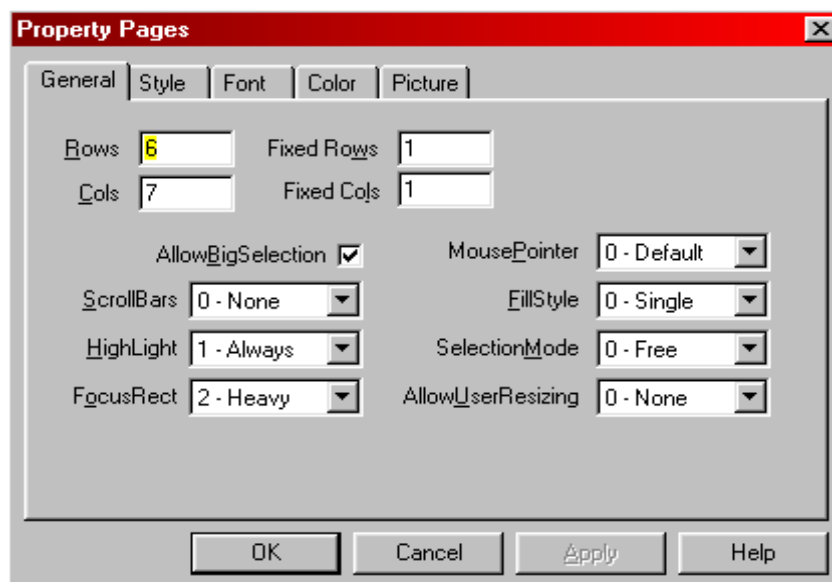 Property Pages
General Style Font Color Picture
Rows 6 Fixed Rows 1
Cols 7 Fixed Cols 1
AllowBigSelection MousePointer 0 - Default
ScrollBars 0 - None FillStyle 0 - Single
HighLight 1 - Always SelectionMode 0 - Free
FocusRect 2 - Heavy AllowUserResizing 0 - None
OK Cancel Apply Help